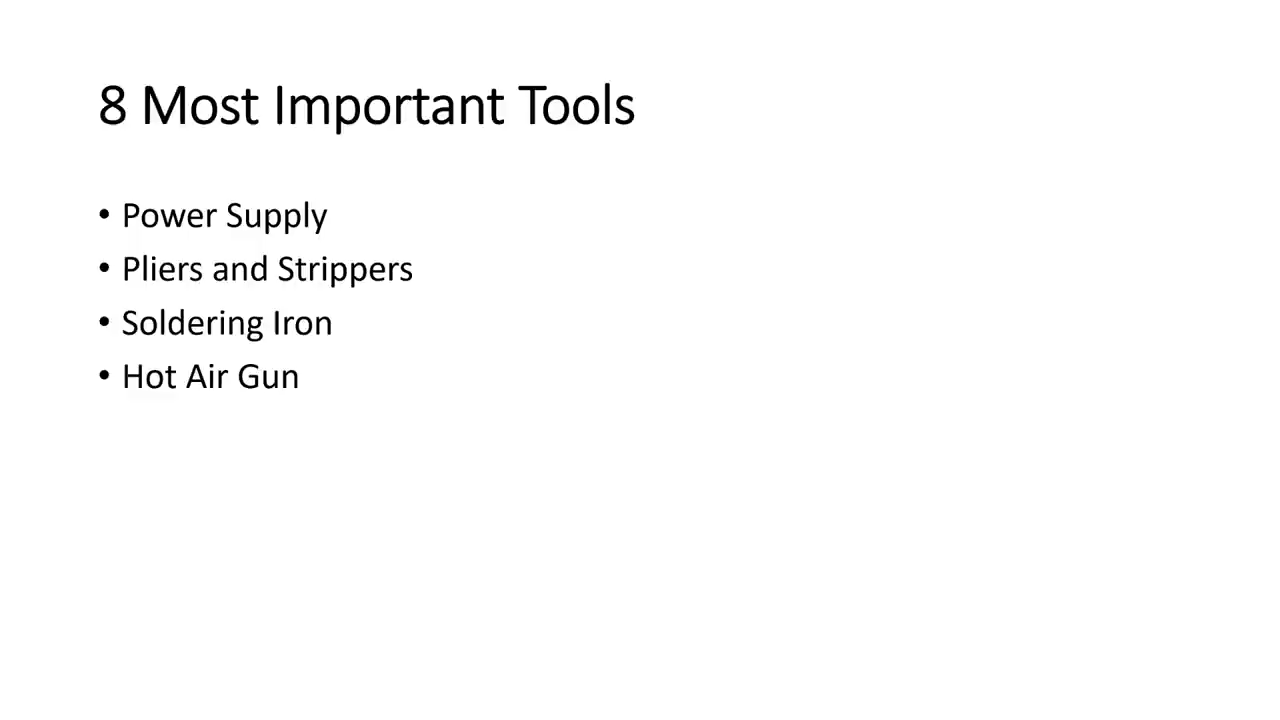 8 Most Important Tools
• Power Supply
• Pliers and Strippers
• Soldering Iron
• Hot Air Gun